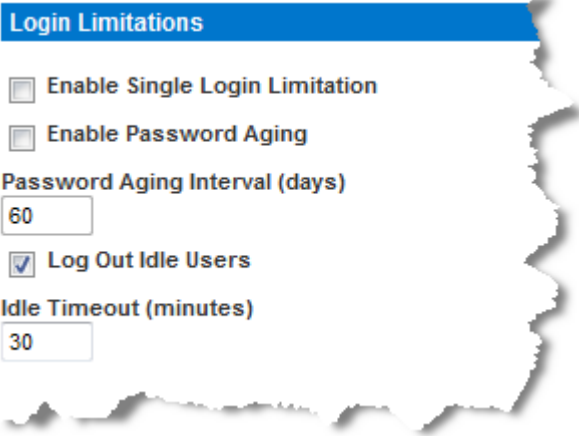 Login Limitations
Enable Single Login Limitation
Enable Password Aging
Password Aging Interval (days)
60
Log Out Idle Users
Idle Timeout (minutes)
30